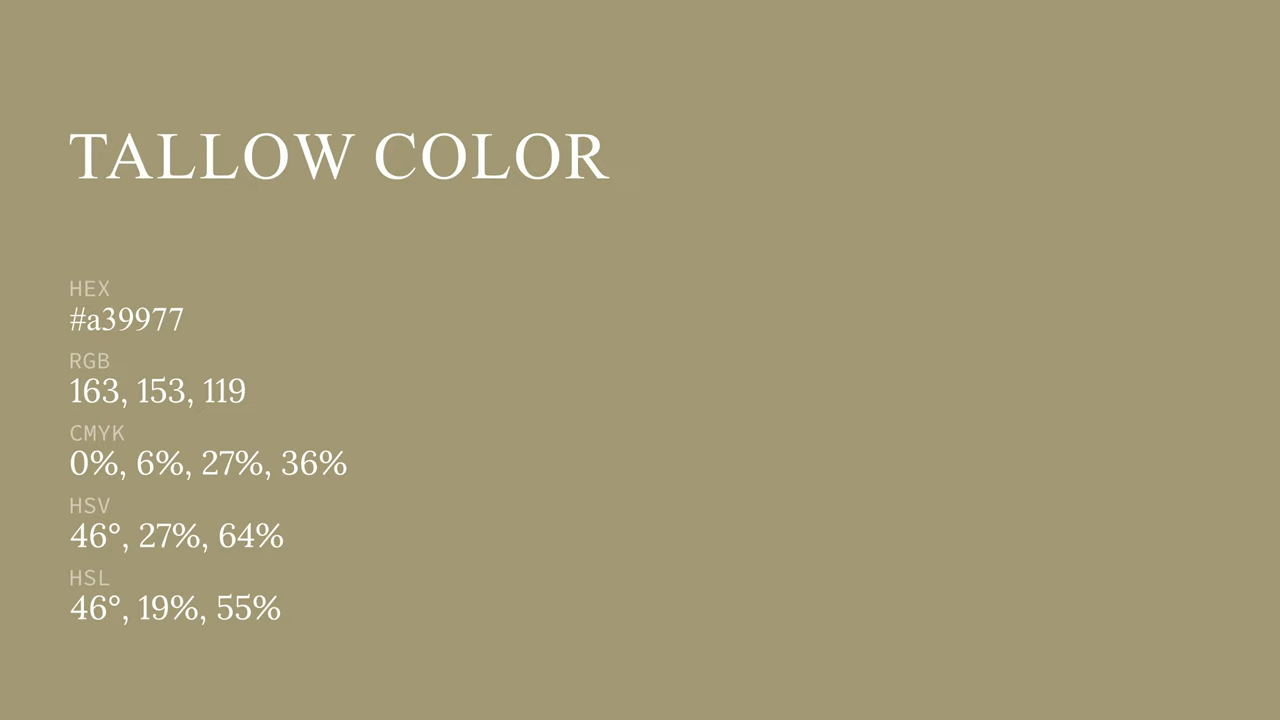 TALLOW COLOR
HEX
#a39977
RGB
163, 153, 119
CMYK
0%, 6%, 27%, 36%
HSV
46°, 27%, 64%
HSL
46°, 19%, 55%